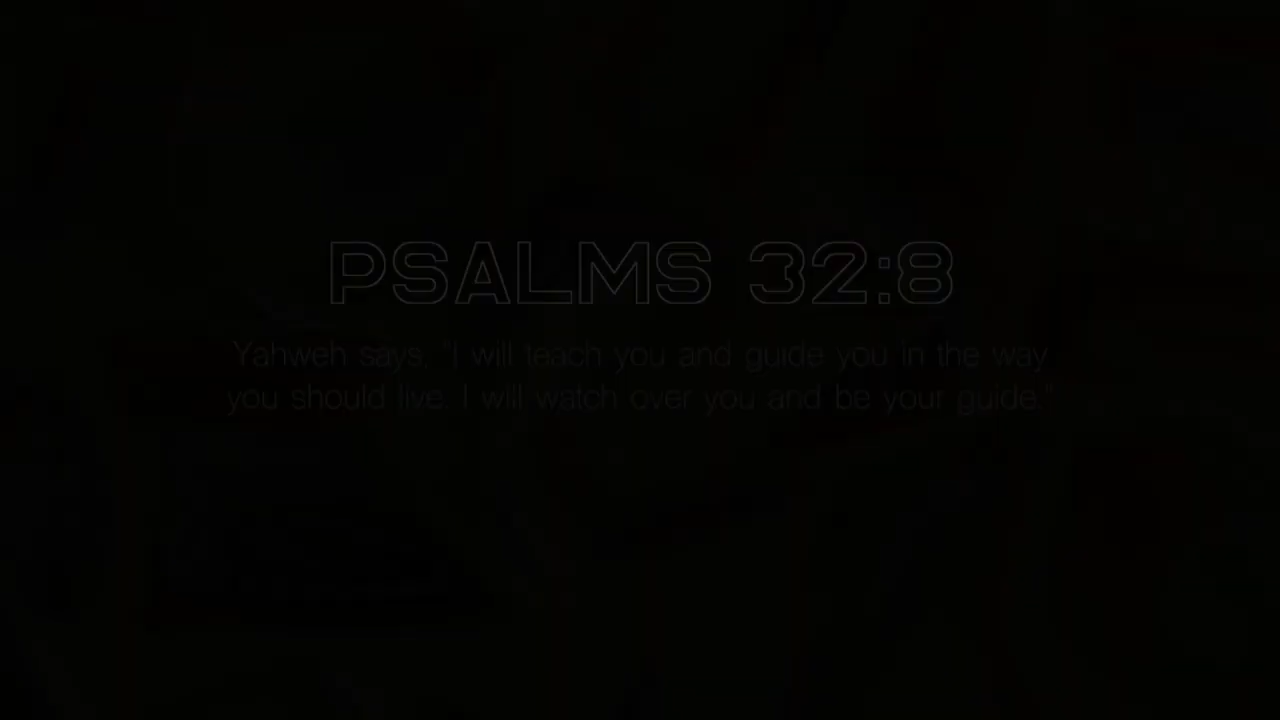 PSALMS 32:8
Yahweh says, "I will teach you and guide you in the way
you should live. I will watch over you and be your guide."